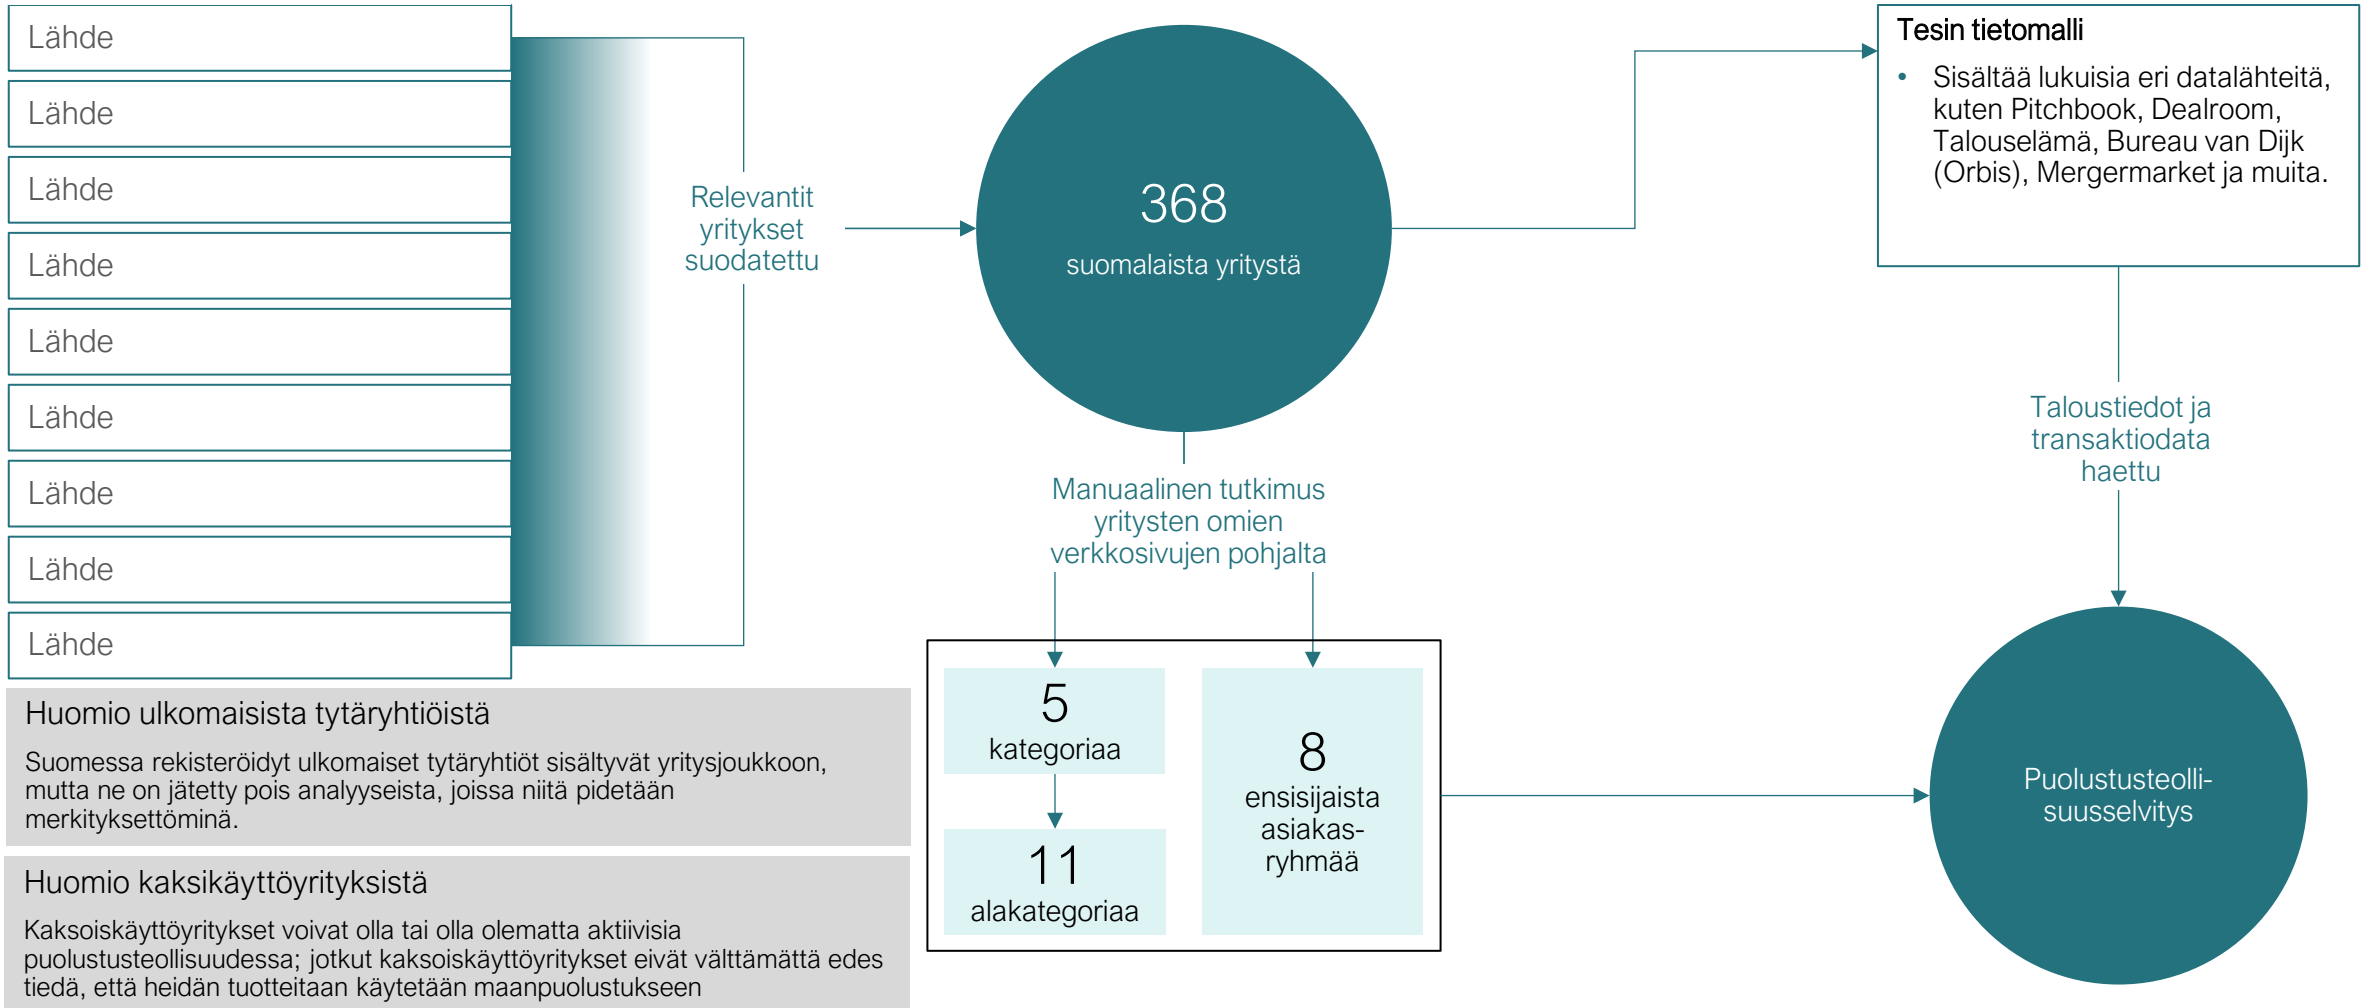 Lähde
Lähde
Lähde
Lähde
Lähde
Lähde
Lähde
Lähde
Lähde
Relevantit
yritykset
suodatettu
368
suomalaista yritystä
Tesin tietomalli
• Sisältää lukuisia eri datalähteitä,
kuten Pitchbook, Dealroom,
Talouselämä, Bureau van Dijk
(Orbis), Mergermarket ja muita.
Taloustiedot ja
transaktiodata
haettu
Manuaalinen tutkimus
yritysten omien
verkkosivujen pohjalta
5
kategoriaa
11
alakategoriaa
8
ensisijaista
asiakas-
ryhmää
Puolustusteolli-
suusselvitys
Huomio ulkomaisista tytäryhtiöistä
Suomessa rekisteröidyt ulkomaiset tytäryhtiöt sisältyvät yritysjoukkoon,
mutta ne on jätetty pois analyyseista, joissa niitä pidetään
merkityksettöminä.
Huomio kaksikäyttöyrityksistä
Kaksoiskäyttöyritykset voivat olla tai olla olematta aktiivisia
puolustusteollisuudessa; jotkut kaksoiskäyttöyritykset eivät välttämättä edes
tiedä, että heidän tuotteitaan käytetään maanpuolustukseen